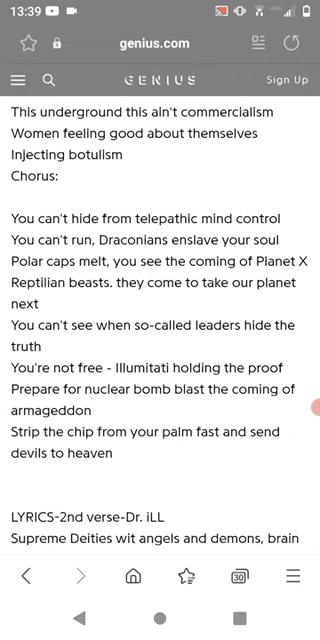 13:39
genius.com
GENIUS
Sign Up
This underground this ain't commercialism
Women feeling good about themselves
Injecting botulism
Chorus:
You can't hide from telepathic mind control
You can't run, Draconians enslave your soul
Polar caps melt, you see the coming of Planet X
Reptilian beasts. they come to take our planet
next
You can't see when so-called leaders hide the
truth
You're not free - Illumitati holding the proof
Prepare for nuclear bomb blast the coming of
armageddon
Strip the chip from your palm fast and send
devils to heaven
LYRICS-2nd verse-Dr. iLL
Supreme Deities wit angels and demons, brain
30